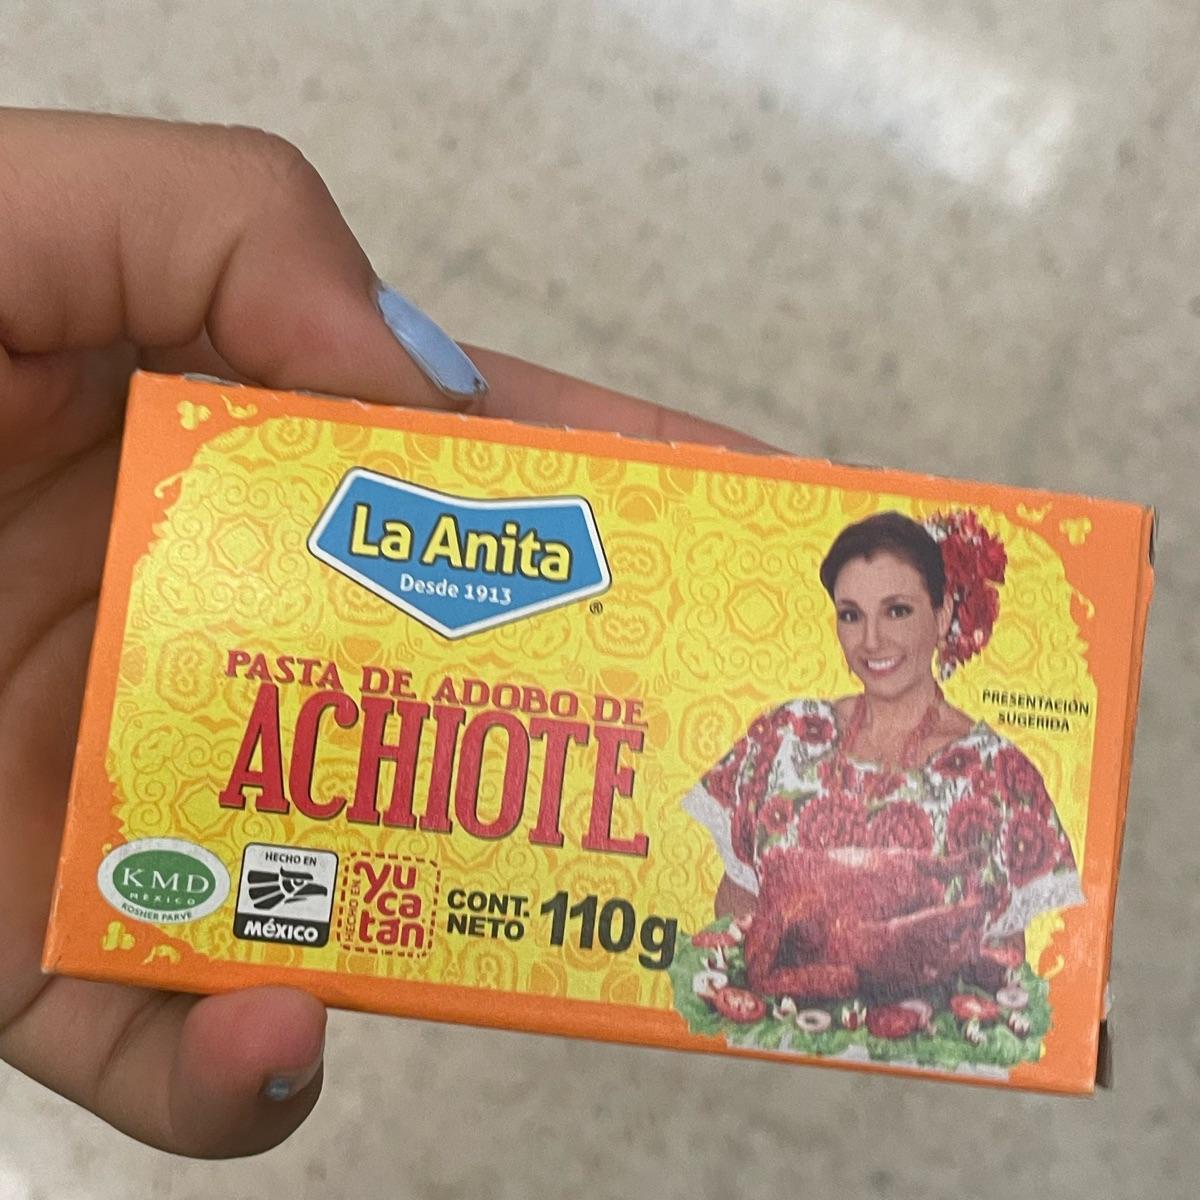 La Anita
Desde 1913
®
PASTA DE ADOBO DE
ACHIOTE
PRESENTACIÓN
SUGERIDA
KMD
MÉXICO
KOSHER PARVE
HECHO EN
MéXICO
HECHO EN
yu
ca
tán
CONT.
NETO
110g